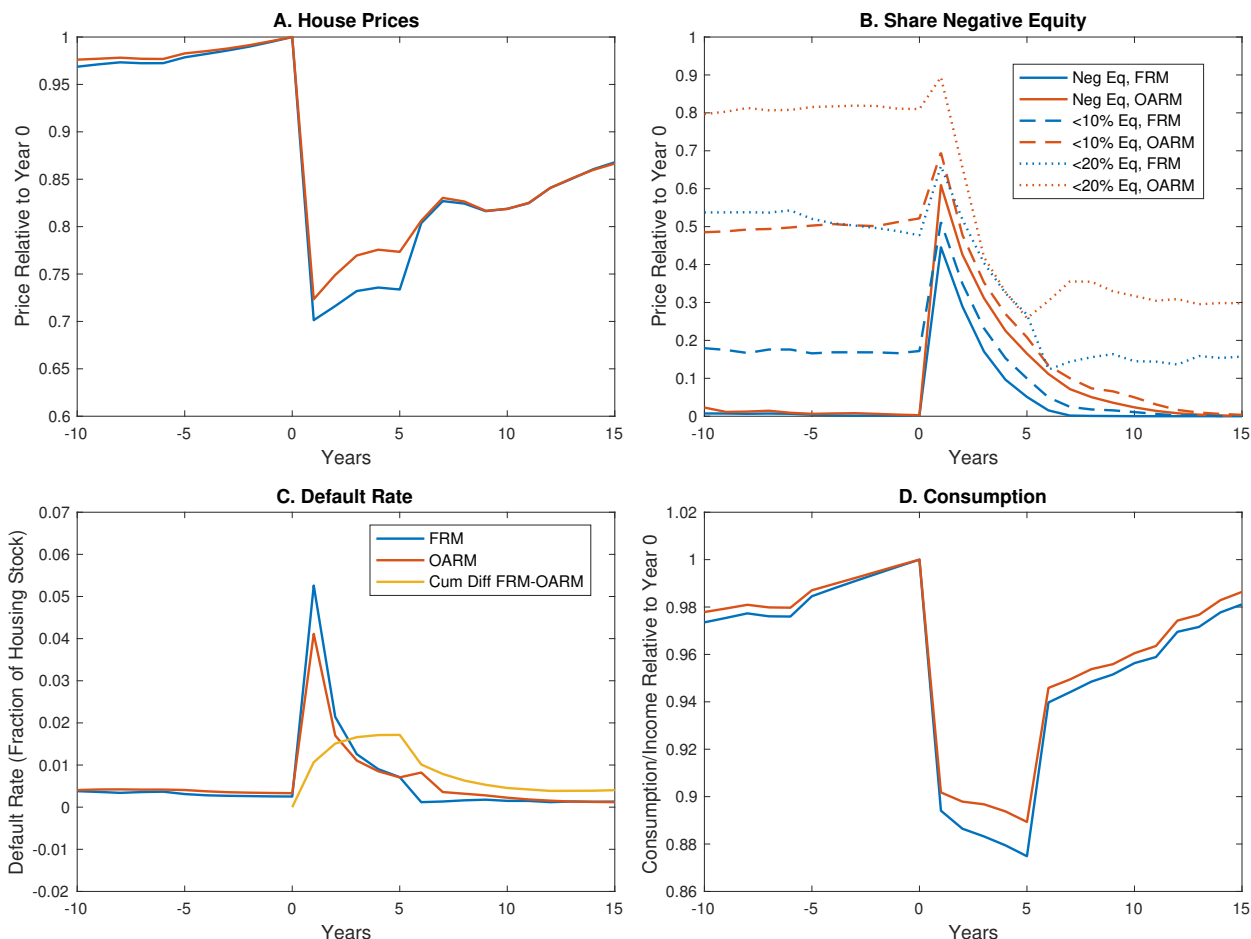 A. House Prices
Price Relative to Year 0
1
0.95
0.9
0.85
0.8
0.75
0.7
0.65
0.6
-10 -5 0 5 10 15
Years
B. Share Negative Equity
Price Relative to Year 0
1
0.9
0.8
0.7
0.6
0.5
0.4
0.3
0.2
0.1
0
Neg Eq, FRM
Neg Eq, OARM
<10% Eq, FRM
<10% Eq, OARM
<20% Eq, FRM
<20% Eq, OARM
-10 -5 0 5 10 15
Years
C. Default Rate
Default Rate (Fraction of Housing Stock)
0.07
0.06
0.05
0.04
0.03
0.02
0.01
0
-0.01
-0.02
FRM
OARM
Cum Diff FRM-OARM
-10 -5 0 5 10 15
Years
D. Consumption
Consumption/Income Relative to Year 0
1.02
1
0.98
0.96
0.94
0.92
0.9
0.88
0.86
-10 -5 0 5 10 15
Years